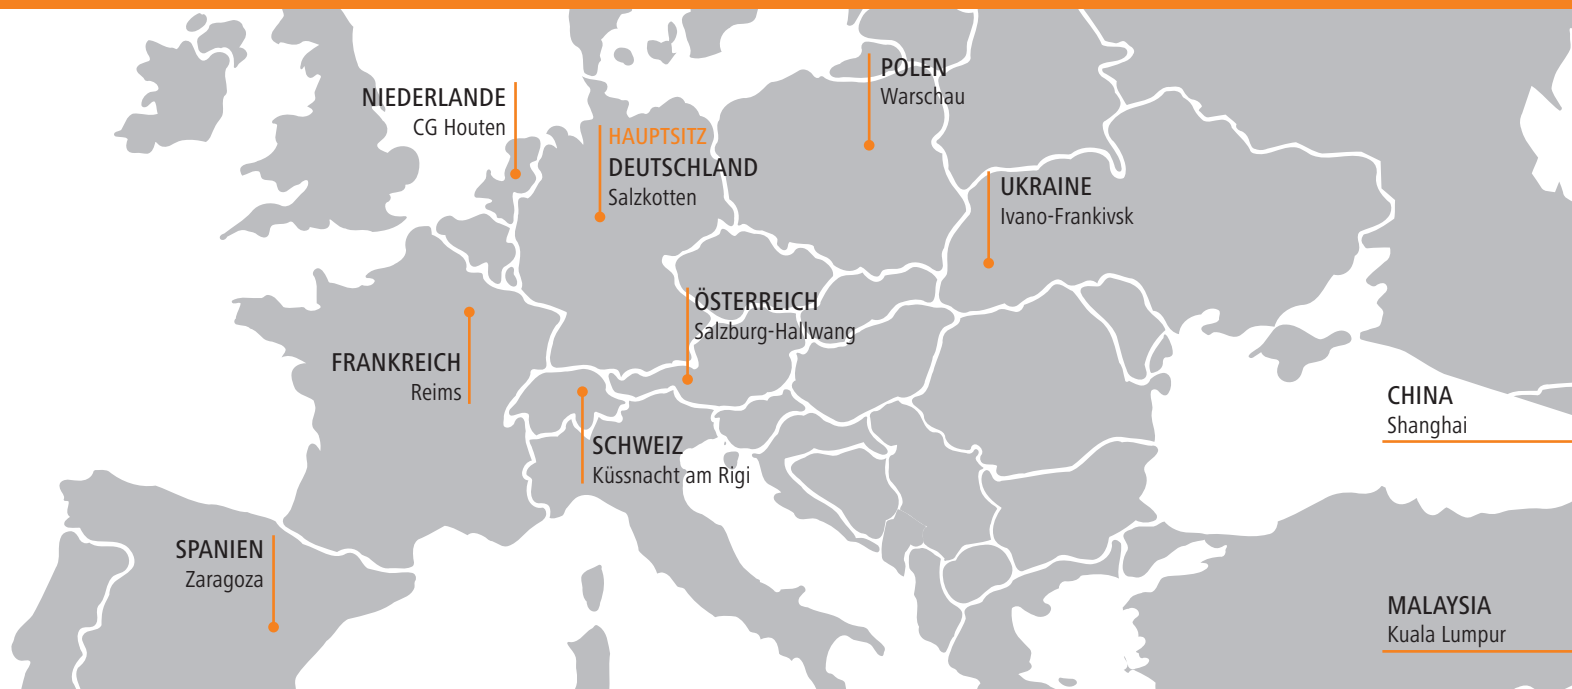 POLEN
Warschau
NIEDERLANDE
CG Houten
HAUPTSITZ
DEUTSCHLAND
Salzkotten
UKRAINE
Ivano-Frankivsk
ÖSTERREICH
Salzburg-Hallwang
FRANKREICH
Reims
CHINA
Shanghai
SCHWEIZ
Küssnacht am Rigi
SPANIEN
Zaragoza
MALAYSIA
Kuala Lumpur